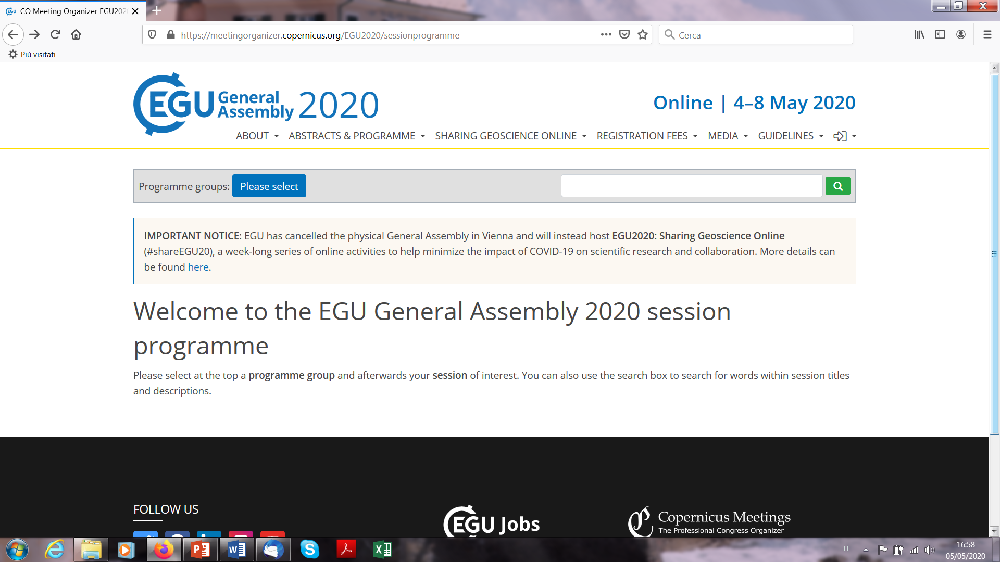 CO Meeting Organizer EGU202
https://meetingorganizer.copernicus.org/EGU2020/sessionprogramme
Cerca
Più visitati
EGU General Assembly 2020
Online | 4–8 May 2020
ABOUT ABSTRACTS & PROGRAMME SHARING GEOSCIENCE ONLINE REGISTRATION FEES MEDIA GUIDELINES
Programme groups: Please select
IMPORTANT NOTICE: EGU has cancelled the physical General Assembly in Vienna and will instead host EGU2020: Sharing Geoscience Online
(#shareEGU20), a week-long series of online activities to help minimize the impact of COVID-19 on scientific research and collaboration. More details can
be found here.
Welcome to the EGU General Assembly 2020 session
programme
Please select at the top a programme group and afterwards your session of interest. You can also use the search box to search for words within session titles
and descriptions.
FOLLOW US
EGU Jobs
Copernicus Meetings
The Professional Congress Organizer
IT
16:58
05/05/2020